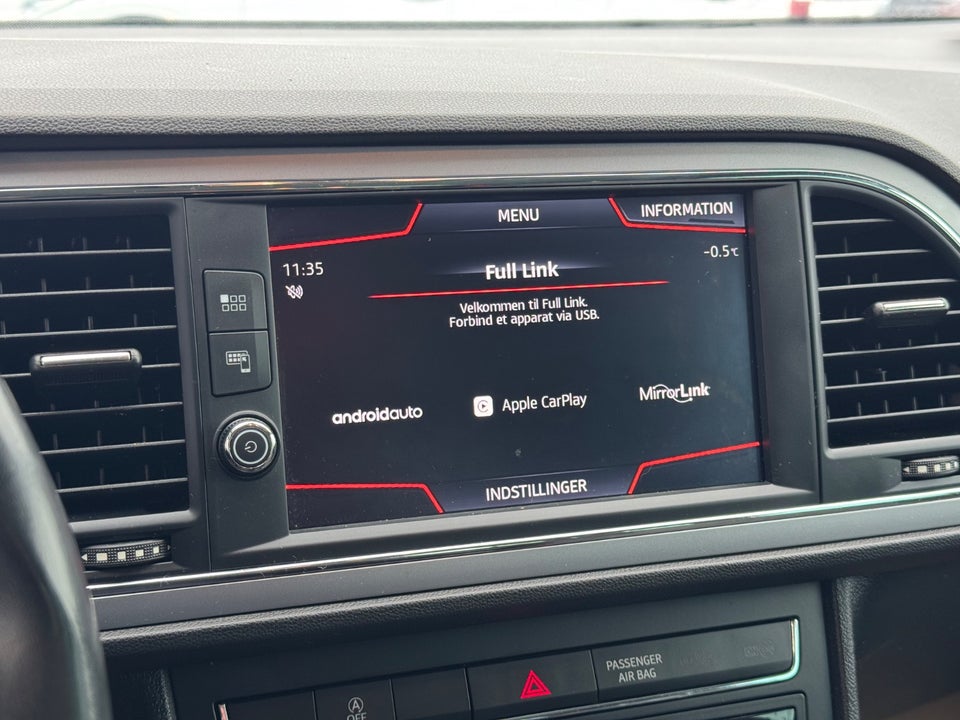 MENU
INFORMATION
11:35
-0.5°C
Full Link
Velkommen til Full Link.
Forbind et apparat via USB.
androidauto
Apple CarPlay
MirrorLink
INDSTILLINGER
PASSENGER
AIR BAG
A
OFF